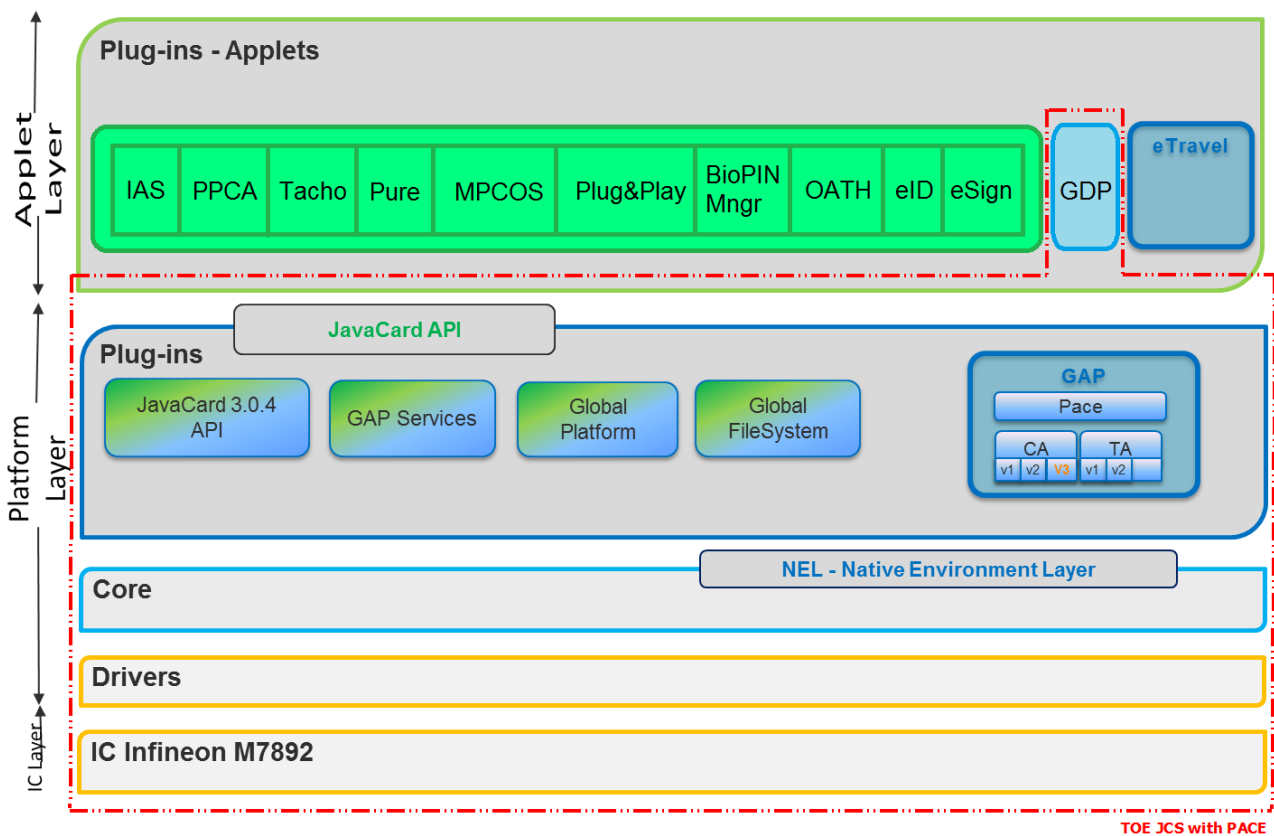 Applet
Layer
Plug-ins - Applets
IAS
PPCA
Tacho
Pure
MPCOS
Plug&Play
BioPIN
Mngr
OATH
eID
eSign
GDP
eTravel
Platform
Layer
JavaCard API
Plug-ins
JavaCard 3.0.4
API
GAP Services
Global
Platform
Global
FileSystem
GAP
Pace
CA
TA
v1
v2
V3
v1
v2
NEL - Native Environment Layer
Core
Drivers
IC Layer
IC Infineon M7892
TOE JCS with PACE